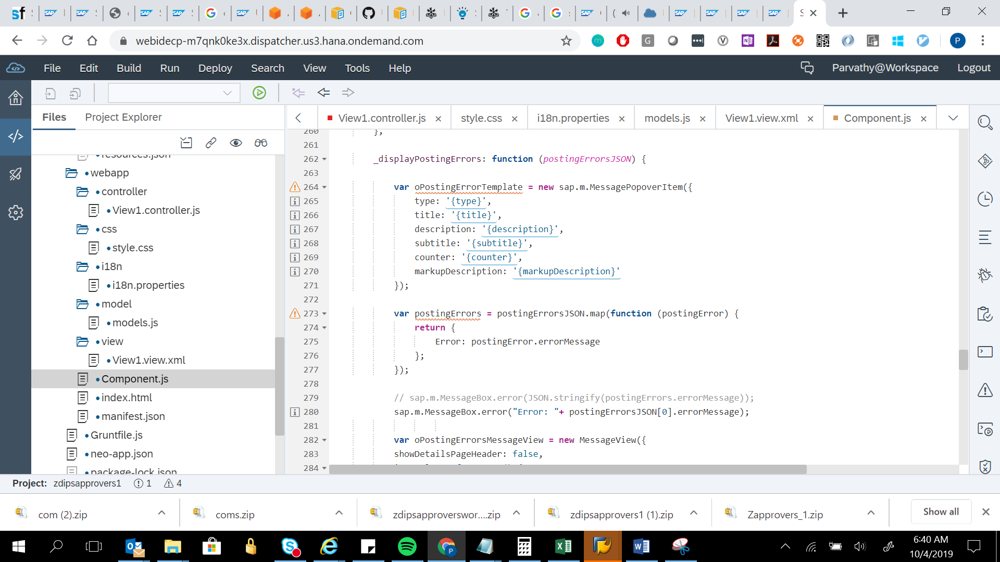 webidecp-m7qnk0ke3x.dispatcher.us3.hana.ondemand.com
File Edit Build Run Deploy Search View Tools Help Parvathy@Workspace Logout
Files Project Explorer
View1.controller.js × style.css × i18n.properties × models.js × View1.view.xml × Component.js ×
resources.json
webapp
controller
View1.controller.js
css
style.css
i18n
i18n.properties
model
models.js
view
View1.view.xml
Component.js
index.html
manifest.json
Gruntfile.js
neo-app.json
package-lock.json
260 },
261
262 _displayPostingErrors: function (postingErrorsJSON) {
263
264 var oPostingErrorTemplate = new sap.m.MessagePopoverItem({
265 type: '{type}',
266 title: '{title}',
267 description: '{description}',
268 subtitle: '{subtitle}',
269 counter: '{counter}',
270 markupDescription: '{markupDescription}'
271 });
272
273 var postingErrors = postingErrorsJSON.map(function (postingError) {
274 return {
275 Error: postingError.errorMessage
276 };
277 });
278
279 // sap.m.MessageBox.error(JSON.stringify(postingErrors.errorMessage));
280 sap.m.MessageBox.error("Error: "+ postingErrorsJSON[0].errorMessage);
281
282 var oPostingErrorsMessageView = new MessageView({
283 showDetailsPageHeader: false,
284
Project: zdipsapprovers1 1 4
com (2).zip coms.zip zdipsapproverswor....zip zdipsapprovers1 (1).zip Zapprovers_1.zip Show all
6:40 AM
10/4/2019